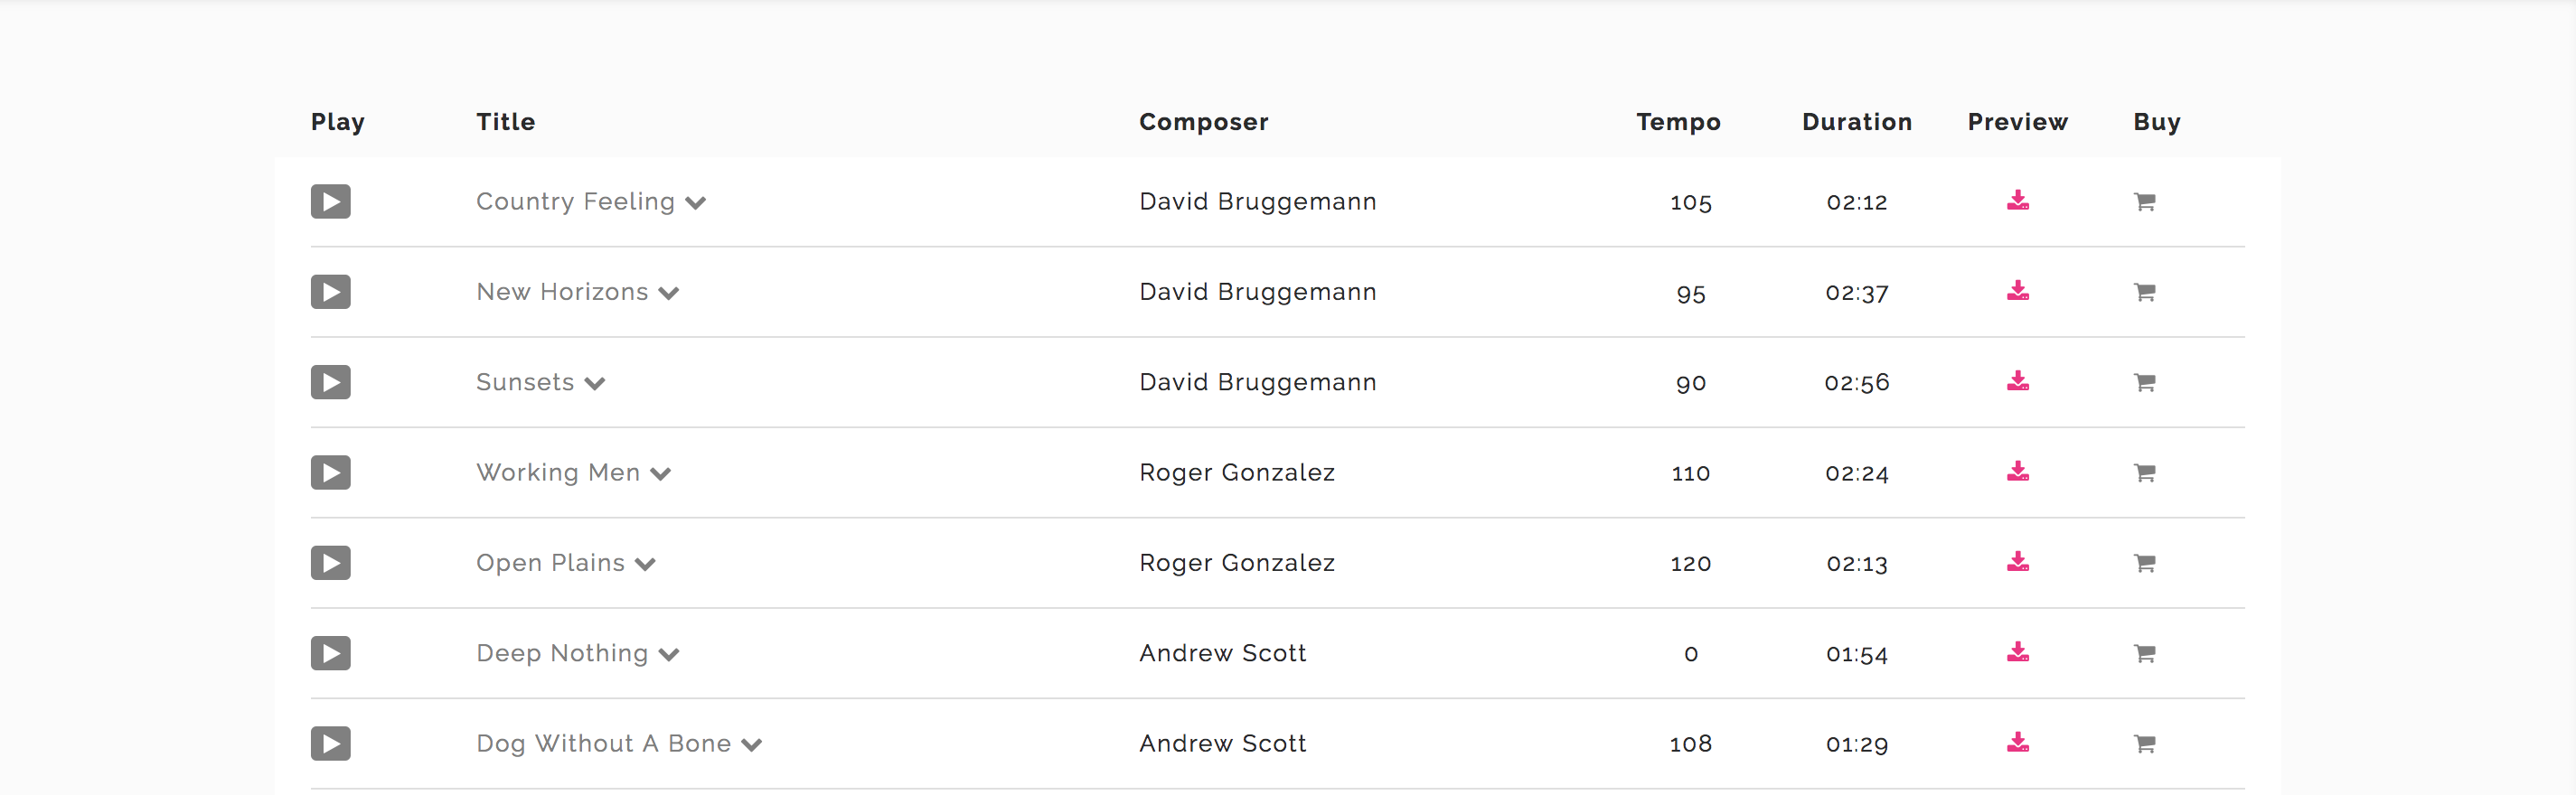 Play Title Composer Tempo Duration Preview Buy
Country Feeling David Bruggemann 105 02:12
New Horizons David Bruggemann 95 02:37
Sunsets David Bruggemann 90 02:56
Working Men Roger Gonzalez 110 02:24
Open Plains Roger Gonzalez 120 02:13
Deep Nothing Andrew Scott 0 01:54
Dog Without A Bone Andrew Scott 108 01:29